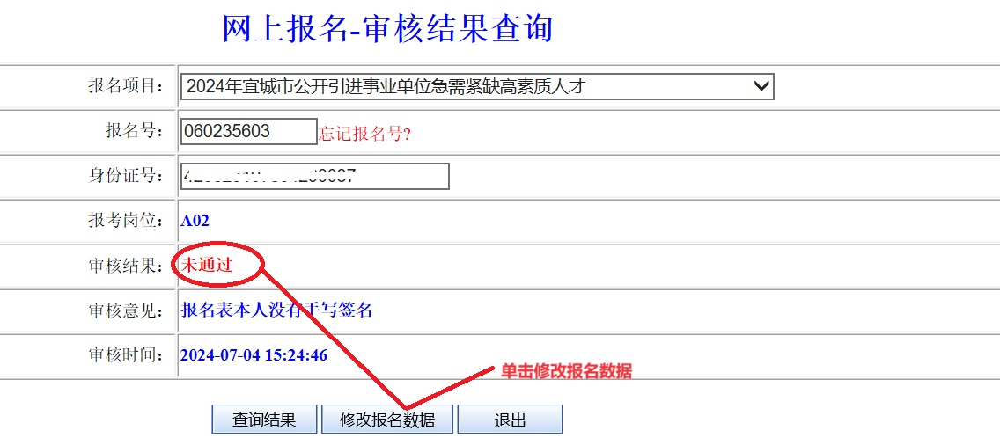 网上报名-审核结果查询
报名项目： 2024年宜城市公开引进事业单位急需紧缺高素质人才
报名号： 060235603 忘记报名号?
身份证号：
报考岗位： A02
审核结果： 未通过
审核意见： 报名表本人没有手写签名
审核时间： 2024-07-04 15:24:46
单击修改报名数据
查询结果 修改报名数据 退出